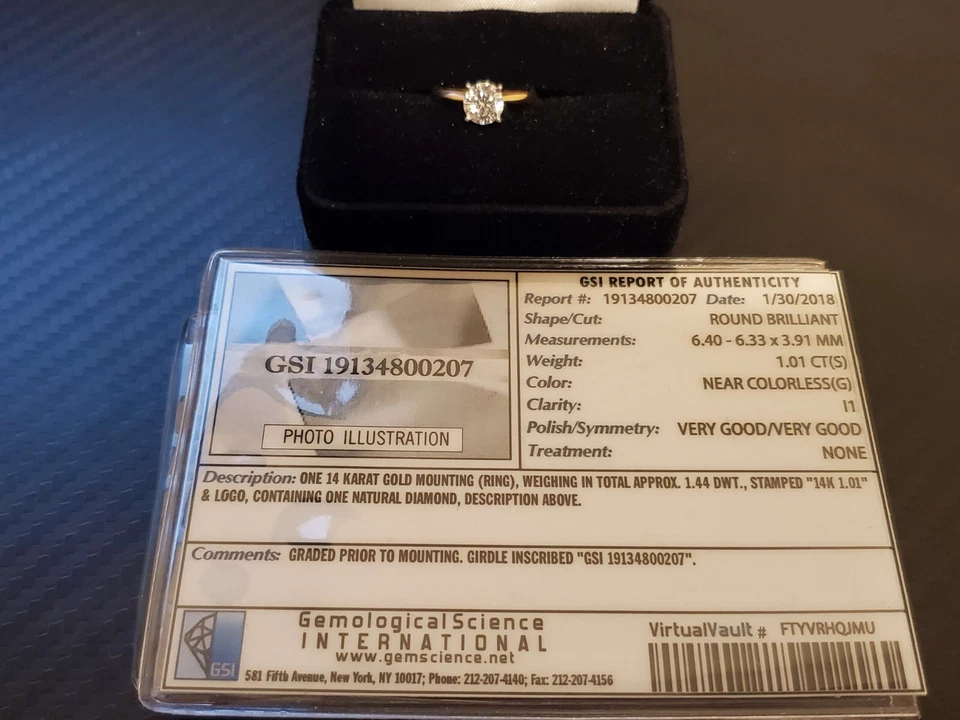 GSI 19134800207
PHOTO ILLUSTRATION
GSI REPORT OF AUTHENTICITY
Report #: 19134800207 Date: 1/30/2018
Shape/Cut: ROUND BRILLIANT
Measurements: 6.40 - 6.33 x 3.91 MM
Weight: 1.01 CT(S)
Color: NEAR COLORLESS(G)
Clarity: I1
Polish/Symmetry: VERY GOOD/VERY GOOD
Treatment: NONE
Description: ONE 14 KARAT GOLD MOUNTING (RING), WEIGHING IN TOTAL APPROX. 1.44 DWT., STAMPED "14K 1.01"
& LOGO, CONTAINING ONE NATURAL DIAMOND, DESCRIPTION ABOVE.
Comments: GRADED PRIOR TO MOUNTING. GIRDLE INSCRIBED "GSI 19134800207".
GSI
Gemological Science
INTERNATIONAL
www.gemscience.net
581 Fifth Avenue, New York, NY 10017; Phone: 212-207-4140; Fax: 212-207-4156
VirtualVault # FTYVRHQJMU